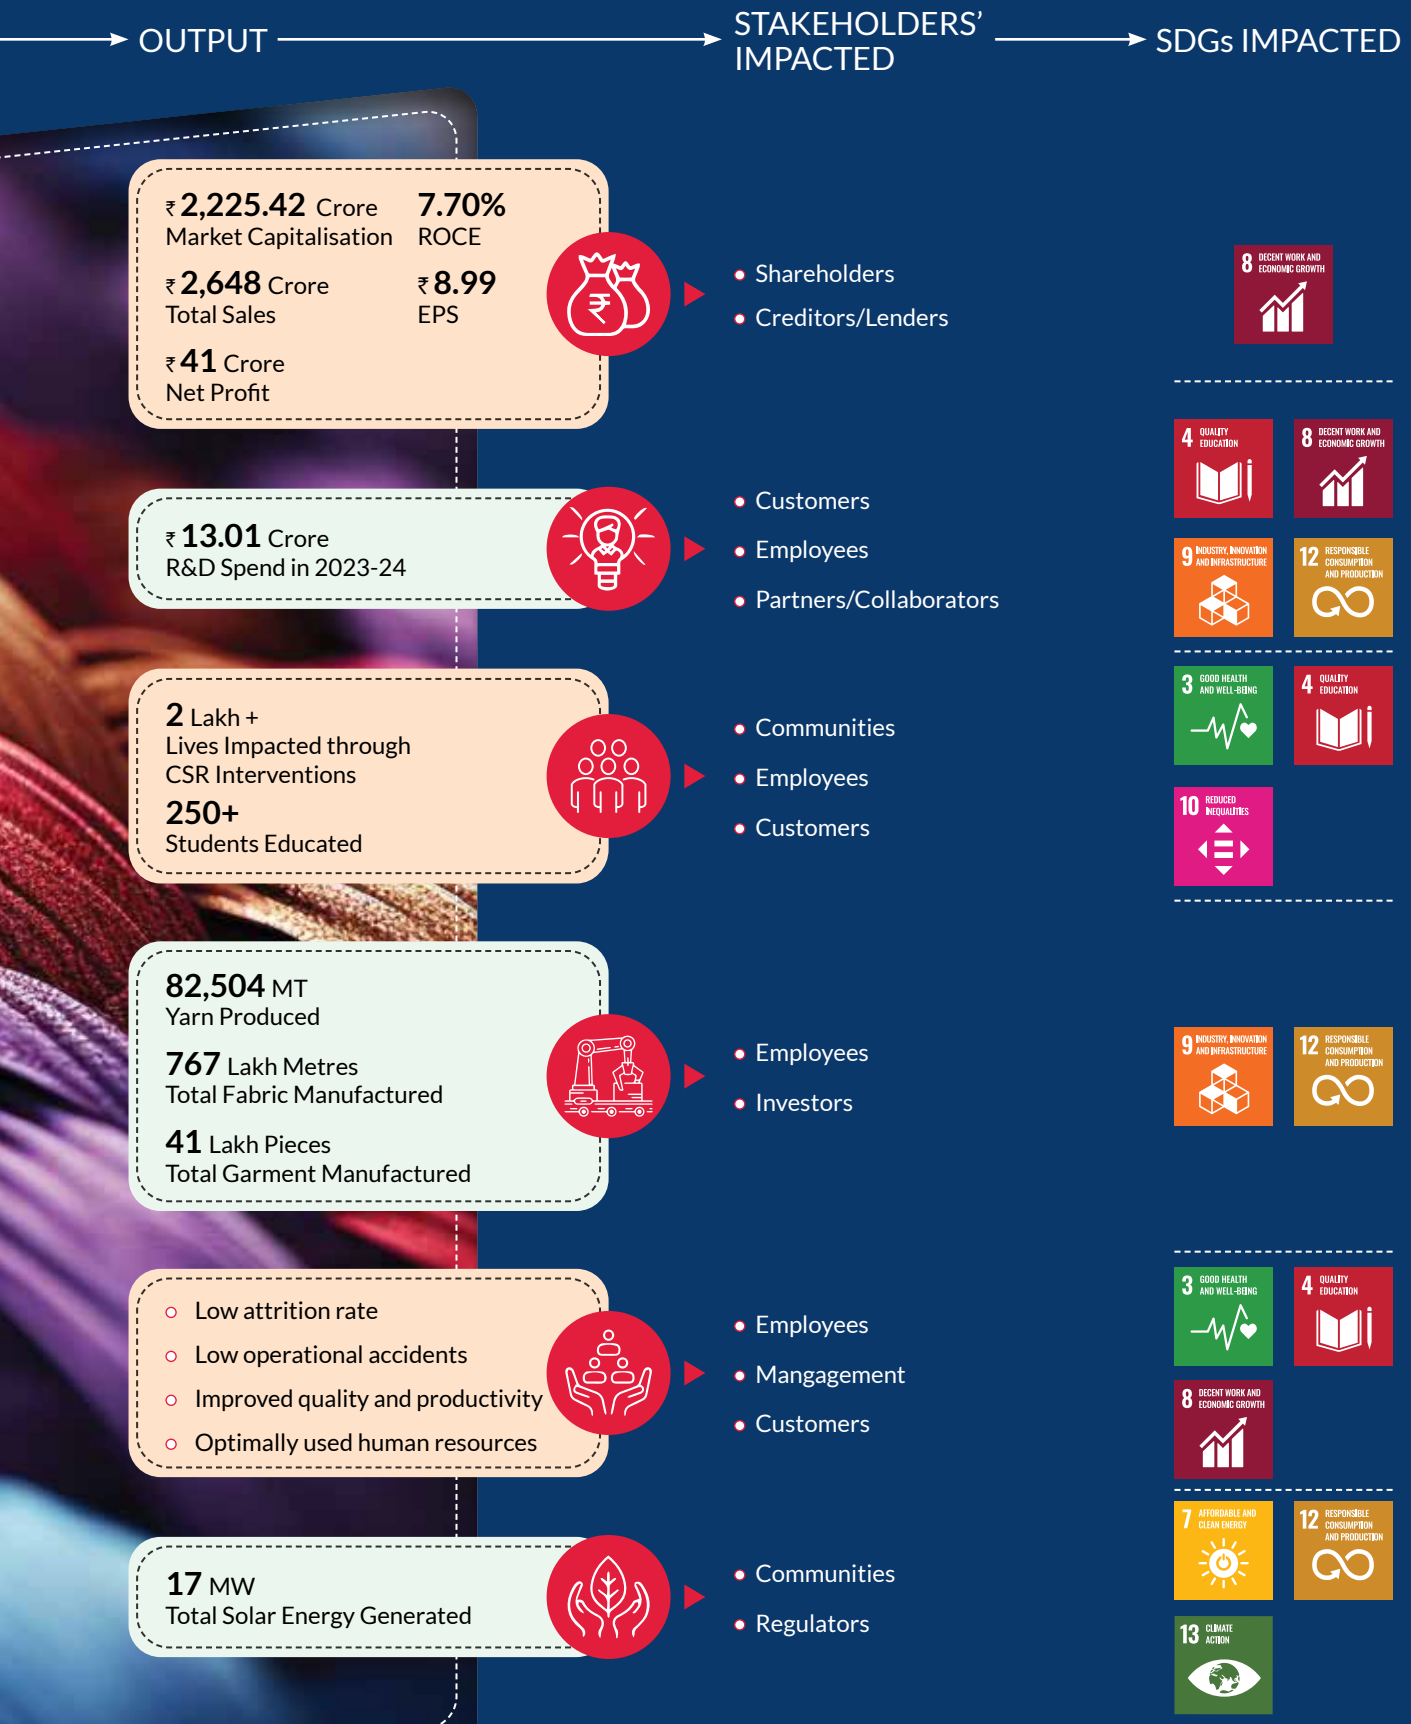 OUTPUT
STAKEHOLDERS’
IMPACTED
SDGs IMPACTED
₹ 2,225.42 Crore
Market Capitalisation
7.70%
ROCE
₹ 2,648 Crore
Total Sales
₹ 8.99
EPS
₹ 41 Crore
Net Profit
₹
Shareholders
Creditors/Lenders
8 DECENT WORK AND
ECONOMIC GROWTH
₹ 13.01 Crore
R&D Spend in 2023-24
Customers
Employees
Partners/Collaborators
4 QUALITY
EDUCATION
8 DECENT WORK AND
ECONOMIC GROWTH
9 INDUSTRY, INNOVATION
AND INFRASTRUCTURE
12 RESPONSIBLE
CONSUMPTION
AND PRODUCTION
2 Lakh +
Lives Impacted through
CSR Interventions
250+
Students Educated
Communities
Employees
Customers
3 GOOD HEALTH
AND WELL-BEING
4 QUALITY
EDUCATION
10 REDUCED
INEQUALITIES
82,504 MT
Yarn Produced
767 Lakh Metres
Total Fabric Manufactured
41 Lakh Pieces
Total Garment Manufactured
Employees
Investors
9 INDUSTRY, INNOVATION
AND INFRASTRUCTURE
12 RESPONSIBLE
CONSUMPTION
AND PRODUCTION
Low attrition rate
Low operational accidents
Improved quality and productivity
Optimally used human resources
Employees
Mangagement
Customers
3 GOOD HEALTH
AND WELL-BEING
4 QUALITY
EDUCATION
8 DECENT WORK AND
ECONOMIC GROWTH
17 MW
Total Solar Energy Generated
Communities
Regulators
7 AFFORDABLE AND
CLEAN ENERGY
12 RESPONSIBLE
CONSUMPTION
AND PRODUCTION
13 CLIMATE
ACTION